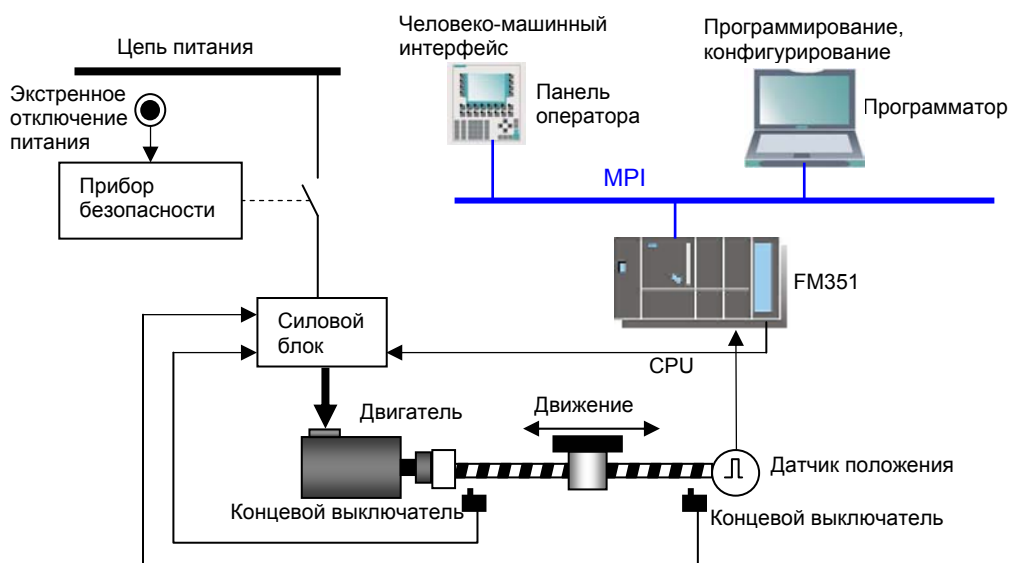 Человеко-машинный
интерфейс
Программирование,
конфигурирование
Цепь питания
Экстренное
отключение
питания
Панель
оператора
Программатор
Прибор
безопасности
MPI
FM351
Силовой
блок
CPU
Двигатель
Движение
Датчик положения
Концевой выключатель
Концевой выключатель